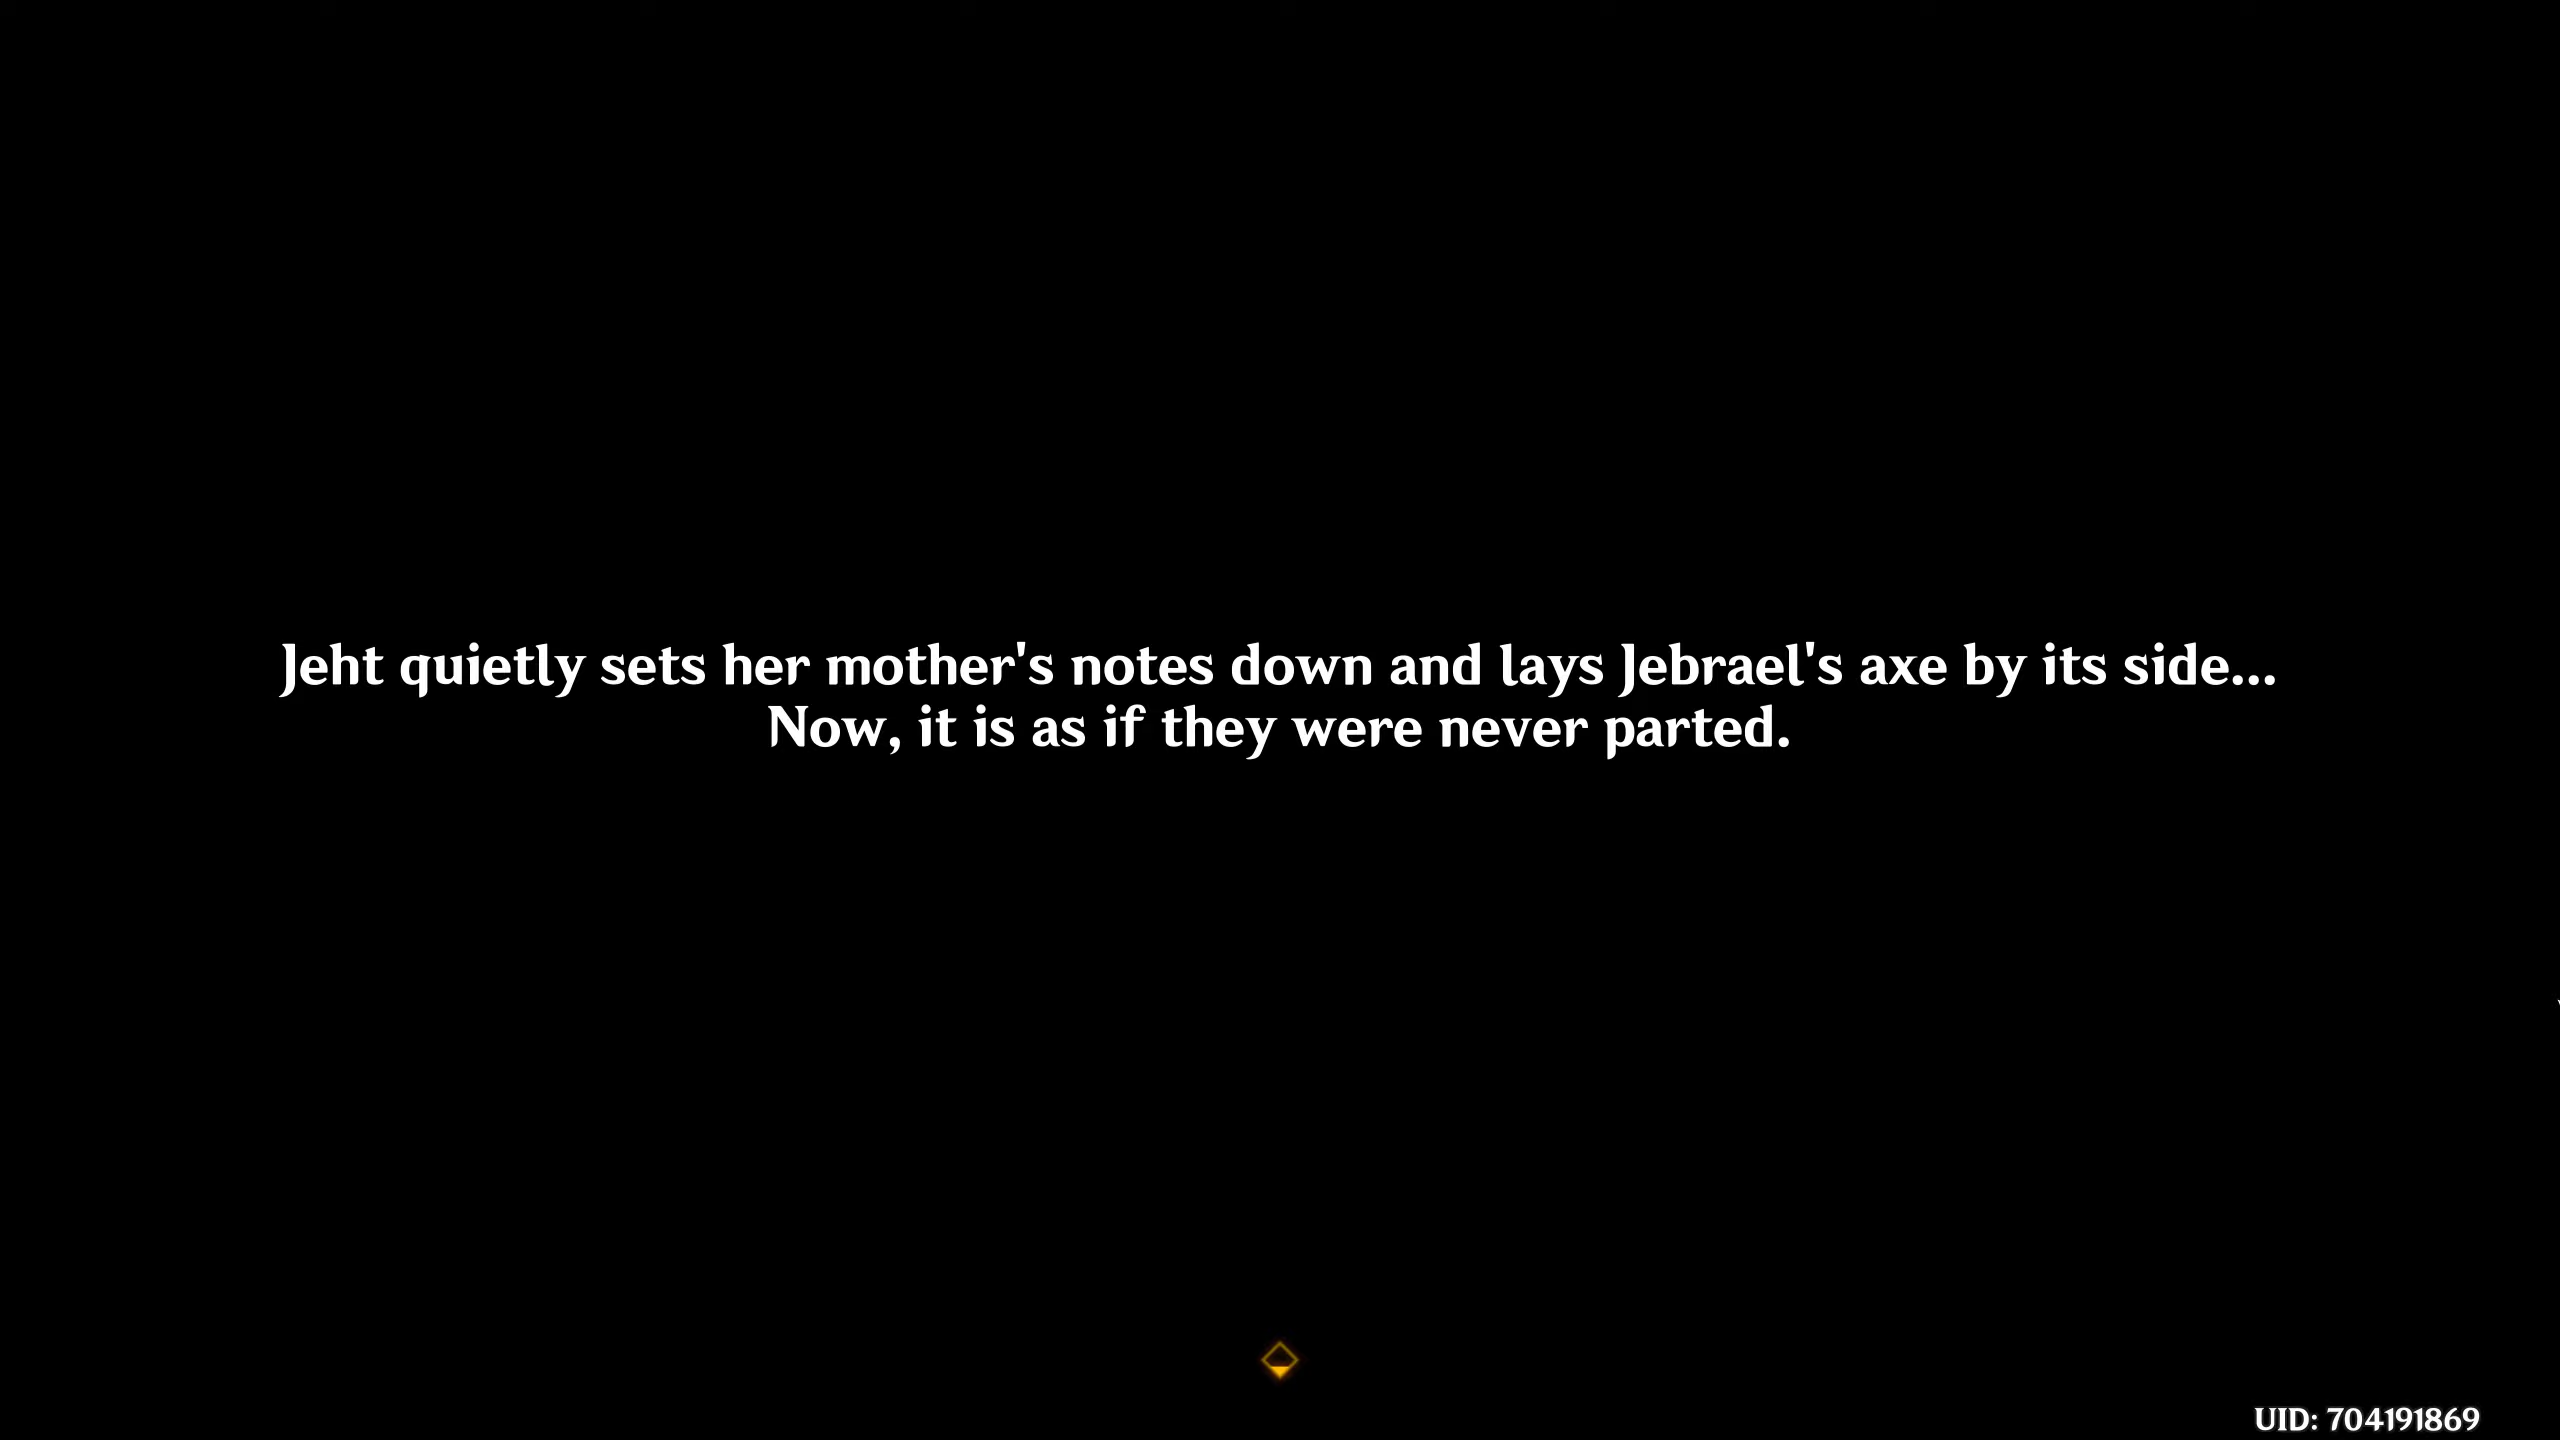 Jeht quietly sets her mother's notes down and lays Jebrael's axe by its side...
Now, it is as if they were never parted.
UID: 704191869